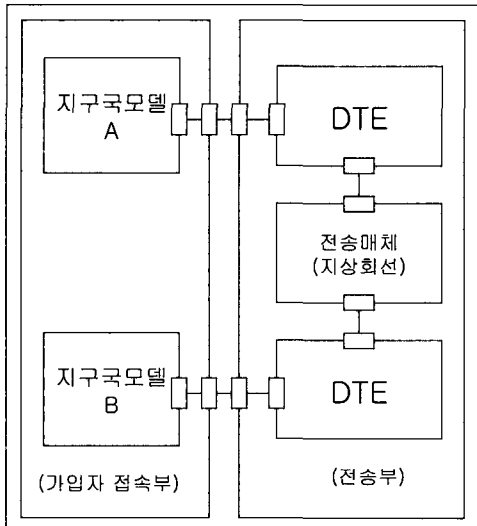 지구국모델
A
DTE
전송매체
(지상회선)
지구국모델
B
DTE
(가입자 접속부)
(전송부)